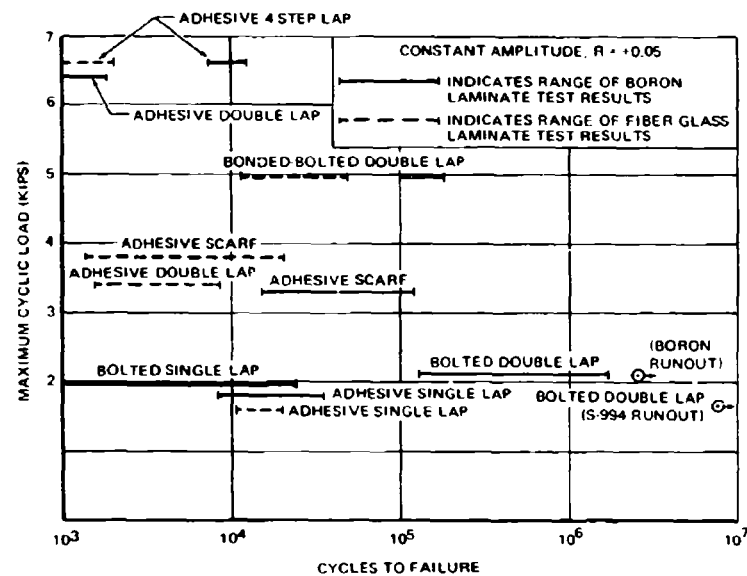 ADHESIVE 4 STEP LAP
7
CONSTANT AMPLITUDE, R = +0.05
INDICATES RANGE OF BORON
LAMINATE TEST RESULTS
INDICATES RANGE OF FIBER GLASS
LAMINATE TEST RESULTS
ADHESIVE DOUBLE LAP
6
BONDED-BOLTED DOUBLE LAP
5
4
ADHESIVE SCARF
ADHESIVE DOUBLE LAP
ADHESIVE SCARF
3
BOLTED SINGLE LAP
BOLTED DOUBLE LAP
(BORON
RUNOUT)
2
ADHESIVE SINGLE LAP
ADHESIVE SINGLE LAP
BOLTED DOUBLE LAP
(S-994 RUNOUT)
MAXIMUM CYCLIC LOAD (KIPS)
10³
10⁴
10⁵
10⁶
10⁷
CYCLES TO FAILURE